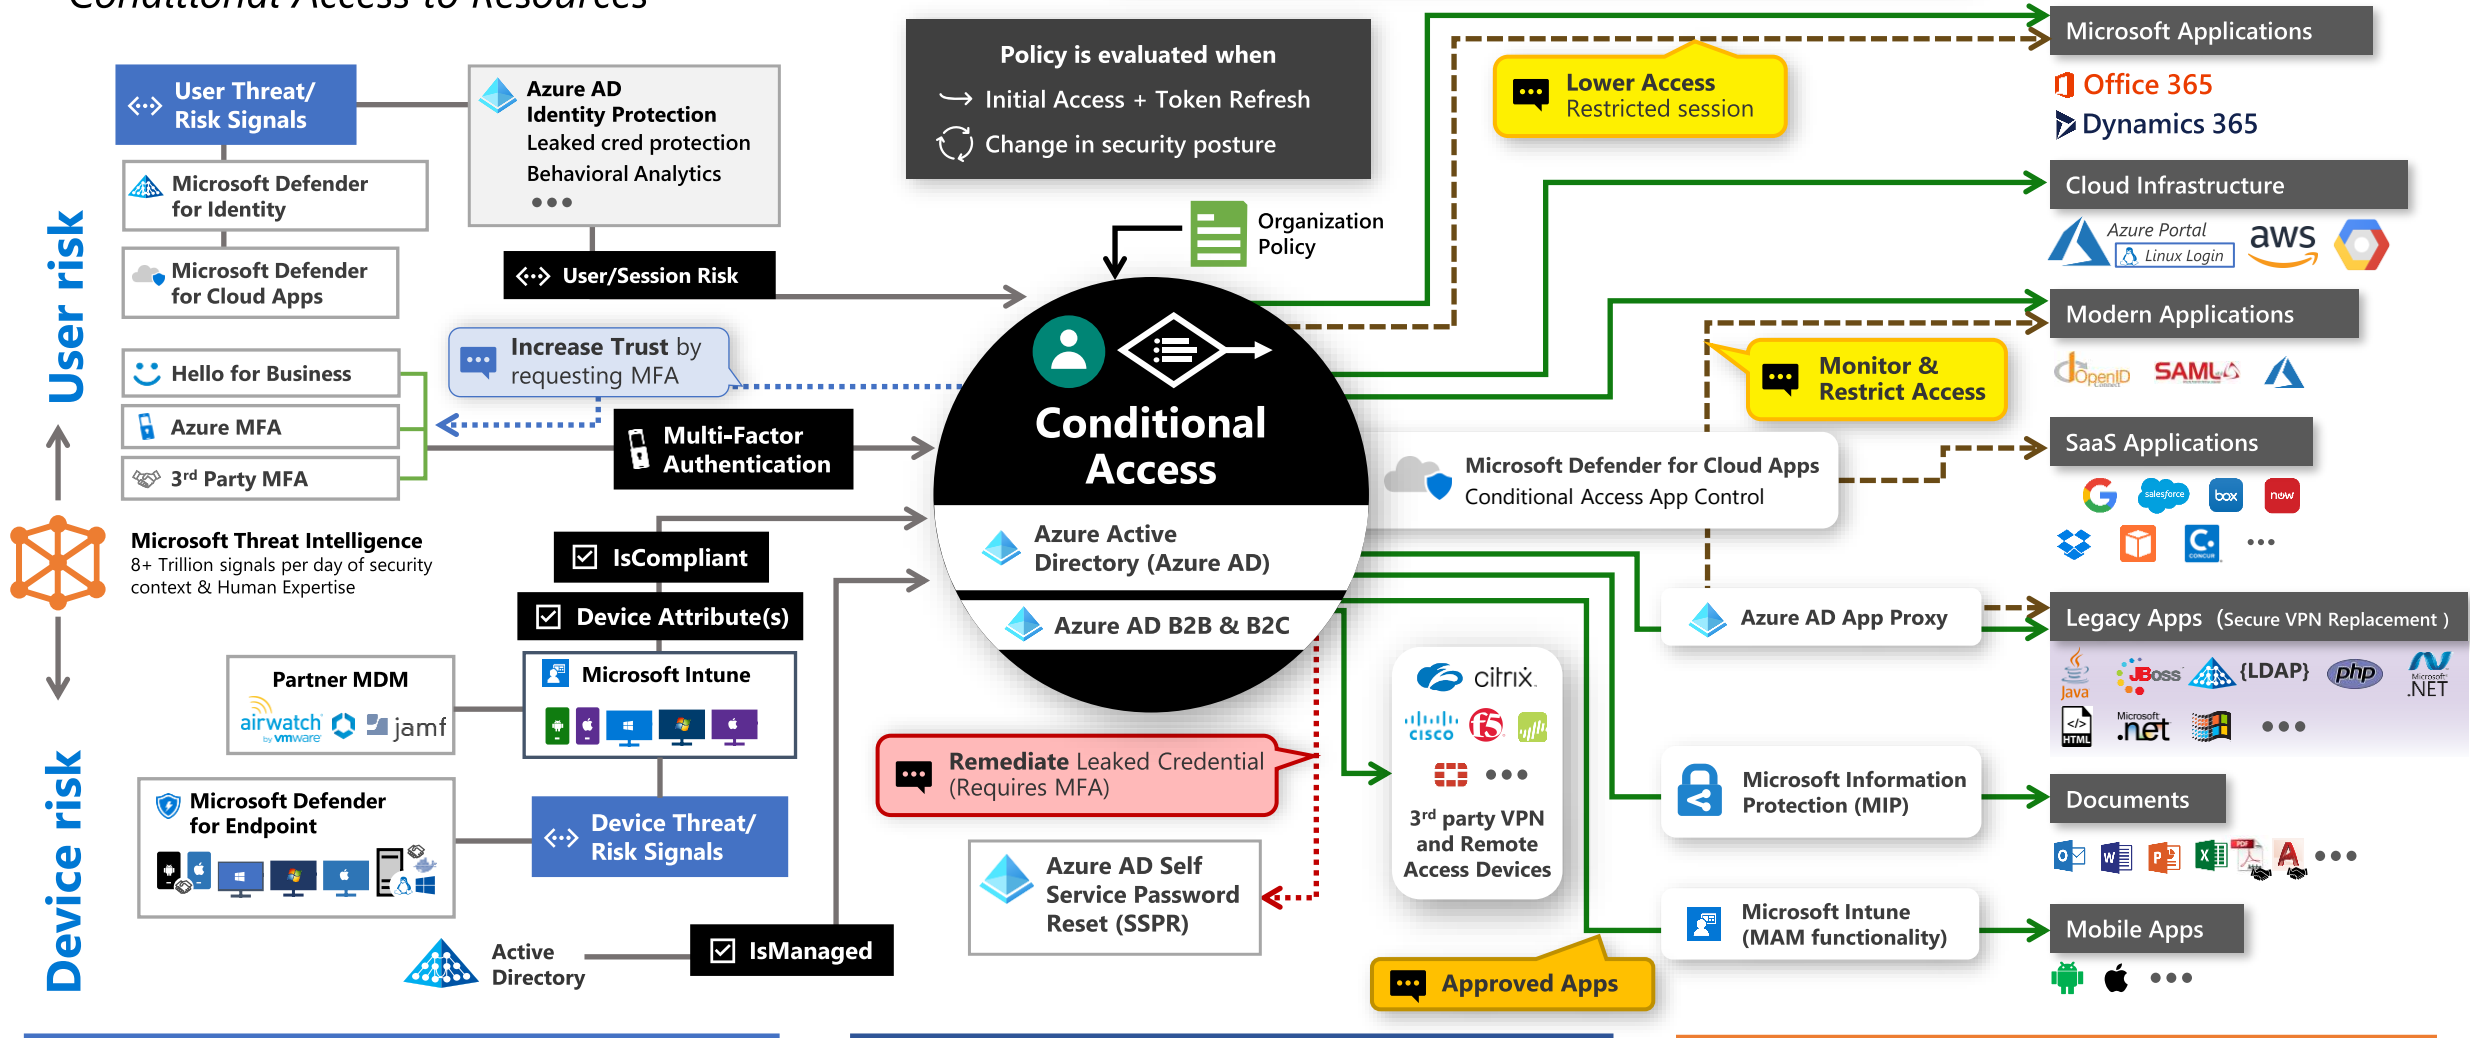 Conditional Access to Resources
User Threat/
Risk Signals
Microsoft Defender
for Identity
Microsoft Defender
for Cloud Apps
Azure AD
Identity Protection
Leaked cred protection
Behavioral Analytics
User/Session Risk
User risk
Hello for Business
Azure MFA
3rd Party MFA
Increase Trust by
requesting MFA
Multi-Factor
Authentication
Microsoft Threat Intelligence
8+ Trillion signals per day of security
context & Human Expertise
IsCompliant
Device Attribute(s)
Partner MDM
airwatch
by vmware
jamf
Microsoft Intune
Device risk
Microsoft Defender
for Endpoint
Device Threat/
Risk Signals
Active
Directory
IsManaged
Policy is evaluated when
Initial Access + Token Refresh
Change in security posture
Organization
Policy
Conditional
Access
Azure Active
Directory (Azure AD)
Azure AD B2B & B2C
Remediate Leaked Credential
(Requires MFA)
Azure AD Self
Service Password
Reset (SSPR)
Lower Access
Restricted session
Monitor &
Restrict Access
Microsoft Defender for Cloud Apps
Conditional Access App Control
Azure AD App Proxy
citrix
cisco
f5
3rd party VPN
and Remote
Access Devices
Microsoft Information
Protection (MIP)
Microsoft Intune
(MAM functionality)
Approved Apps
Microsoft Applications
Office 365
Dynamics 365
Cloud Infrastructure
Azure Portal
Linux Login
aws
Modern Applications
OpenID
SAML
SaaS Applications
G
salesforce
box
now
C.
CONCUR
Legacy Apps (Secure VPN Replacement )
Java
JBoss
{LDAP}
php
Microsoft
.NET
</>
HTML
Microsoft
.net
Documents
O
W
P
X
PDF
A
Mobile Apps